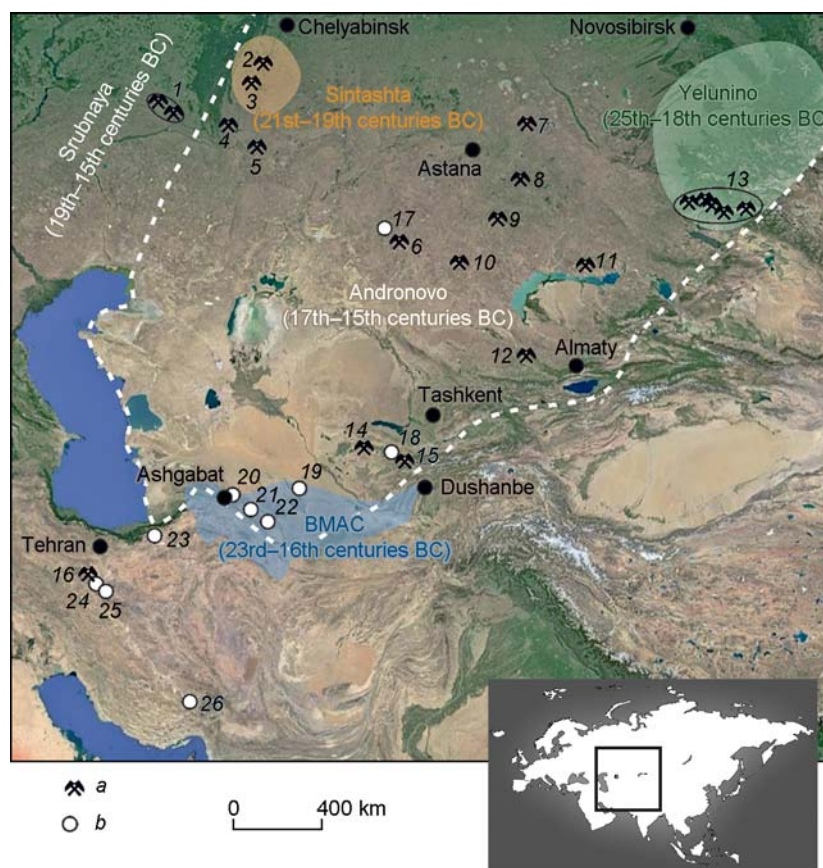 Chelyabinsk
Novosibirsk
Srubnaya
(19th–15th centuries BC)
1
2
3
Sintashta
(21st–19th centuries BC)
4
5
Yelunino
(25th–18th centuries BC)
7
Astana
8
13
17
9
6
10
11
Andronovo
(17th–15th centuries BC)
12
Almaty
Tashkent
14
18
15
Ashgabat
20
19
21
22
Dushanbe
BMAC
(23rd–16th centuries BC)
Tehran
23
16
24
25
26
a
b
0 400 km